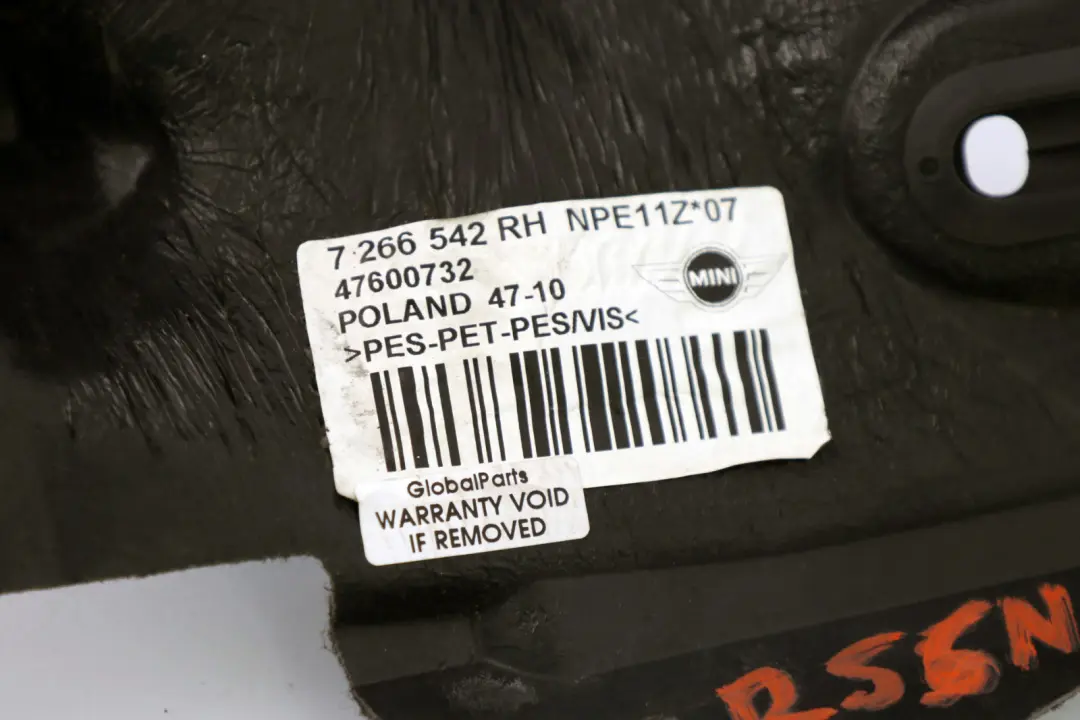 7 266 542 RH NPE11Z*07
47600732
POLAND 47-10
>PES-PET-PES/VIS<
MINI
GlobalParts
WARRANTY VOID
IF REMOVED
R56N